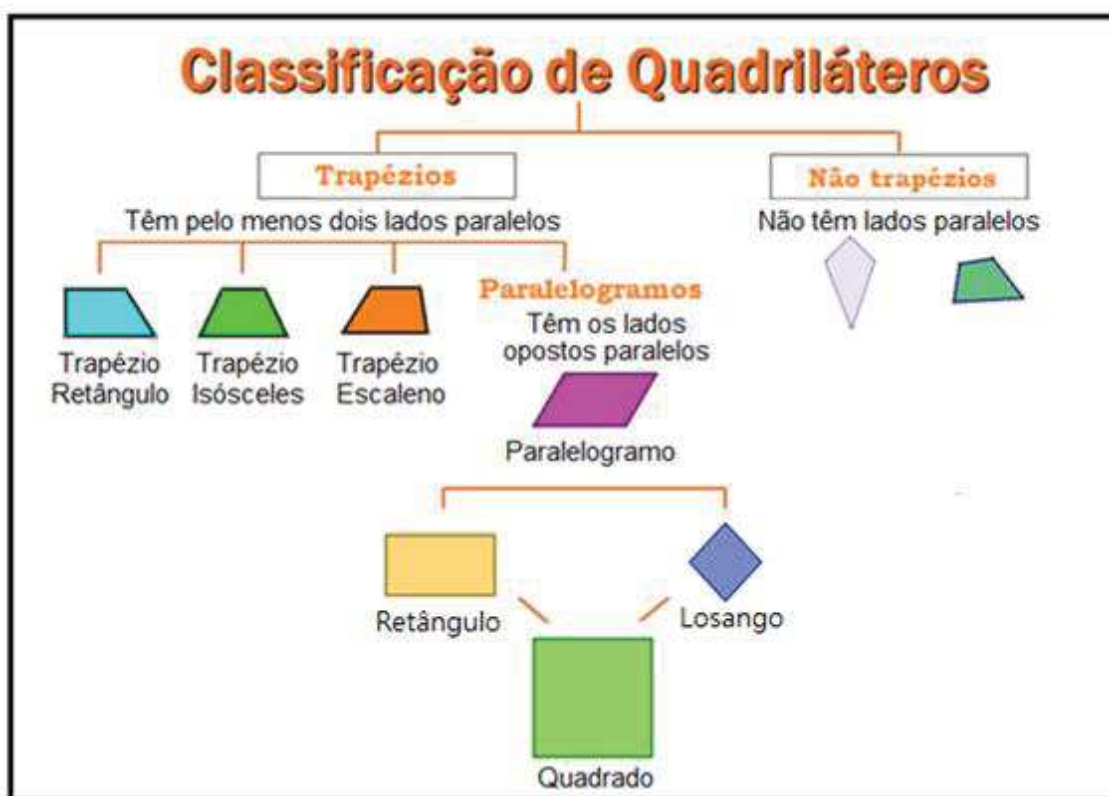 Classificação de Quadriláteros
Trapézios
Não trapézios
Têm pelo menos dois lados paralelos
Não têm lados paralelos
Paralelogramos
Têm os lados
opostos paralelos
Trapézio
Retângulo
Trapézio
Isósceles
Trapézio
Escaleno
Paralelogramo
Retângulo
Losango
Quadrado